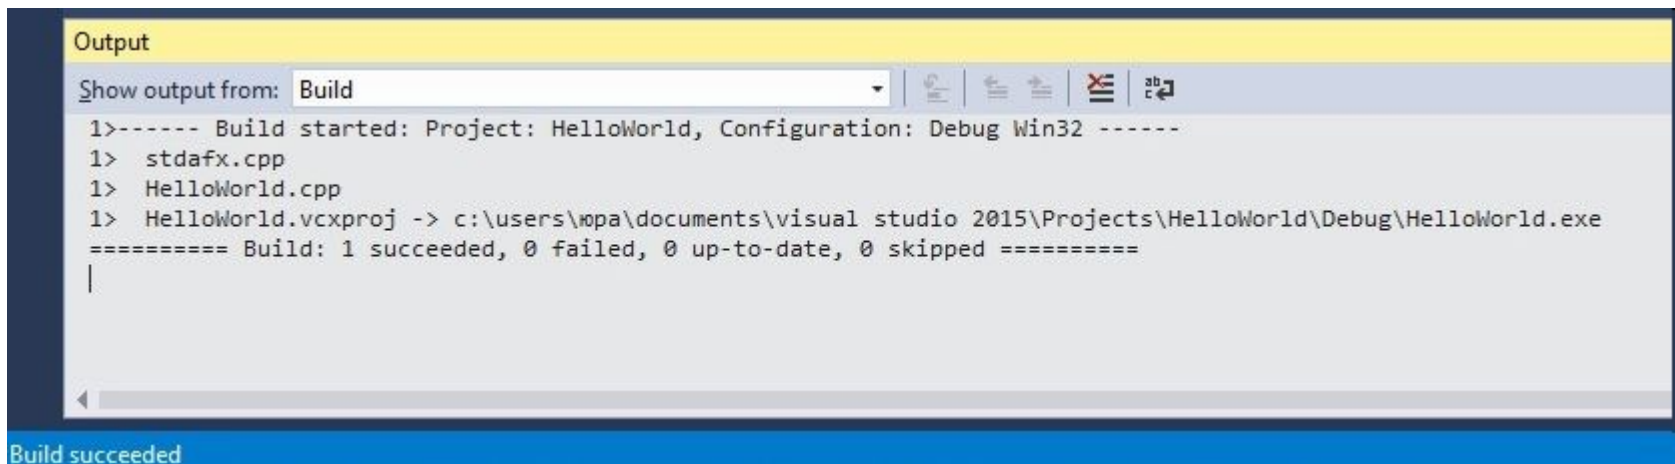 Output
Show output from: Build
1>------ Build started: Project: HelloWorld, Configuration: Debug Win32 ------
1>  stdafx.cpp
1>  HelloWorld.cpp
1>  HelloWorld.vcxproj -> c:\users\юра\documents\visual studio 2015\Projects\HelloWorld\Debug\HelloWorld.exe
========== Build: 1 succeeded, 0 failed, 0 up-to-date, 0 skipped ==========
Build succeeded